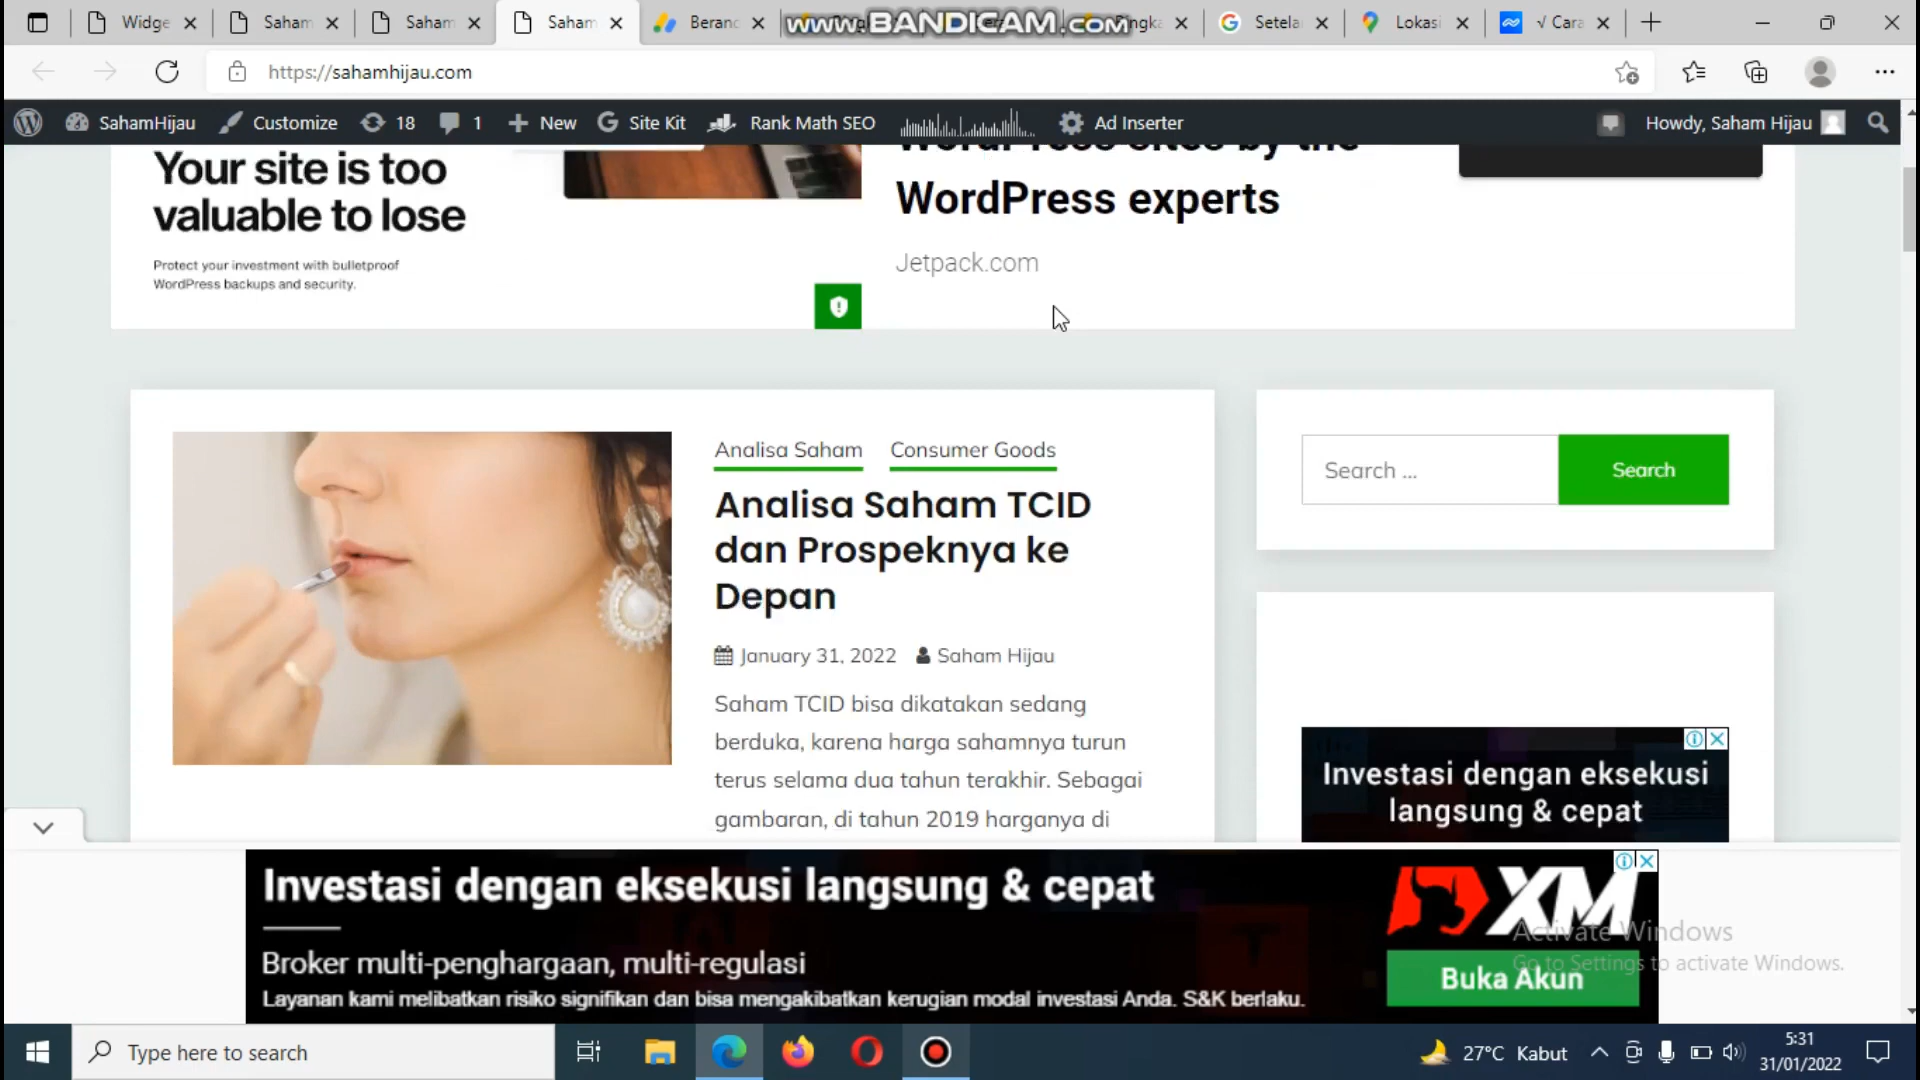 Widge
Saham
Saham
Saham
Beran
www.BANDICAM.com
ingka
Setela
Lokasi
√ Cara
https://sahamhijau.com
SahamHijau
Customize
18
1
New
Site Kit
Rank Math SEO
Ad Inserter
Howdy, Saham Hijau
Your site is too
valuable to lose
Protect your investment with bulletproof
WordPress backups and security.
WordPress sites by the
WordPress experts
Jetpack.com
Analisa Saham
Consumer Goods
Analisa Saham TCID
dan Prospeknya ke
Depan
January 31, 2022
Saham Hijau
Saham TCID bisa dikatakan sedang
berduka, karena harga sahamnya turun
terus selama dua tahun terakhir. Sebagai
gambaran, di tahun 2019 harganya di
Search ...
Search
Investasi dengan eksekusi
langsung & cepat
Investasi dengan eksekusi langsung & cepat
Broker multi-penghargaan, multi-regulasi
Layanan kami melibatkan risiko signifikan dan bisa mengakibatkan kerugian modal investasi Anda. S&K berlaku.
XM
Buka Akun
Activate Windows
Go to Settings to activate Windows.
Type here to search
27°C Kabut
5:31
31/01/2022